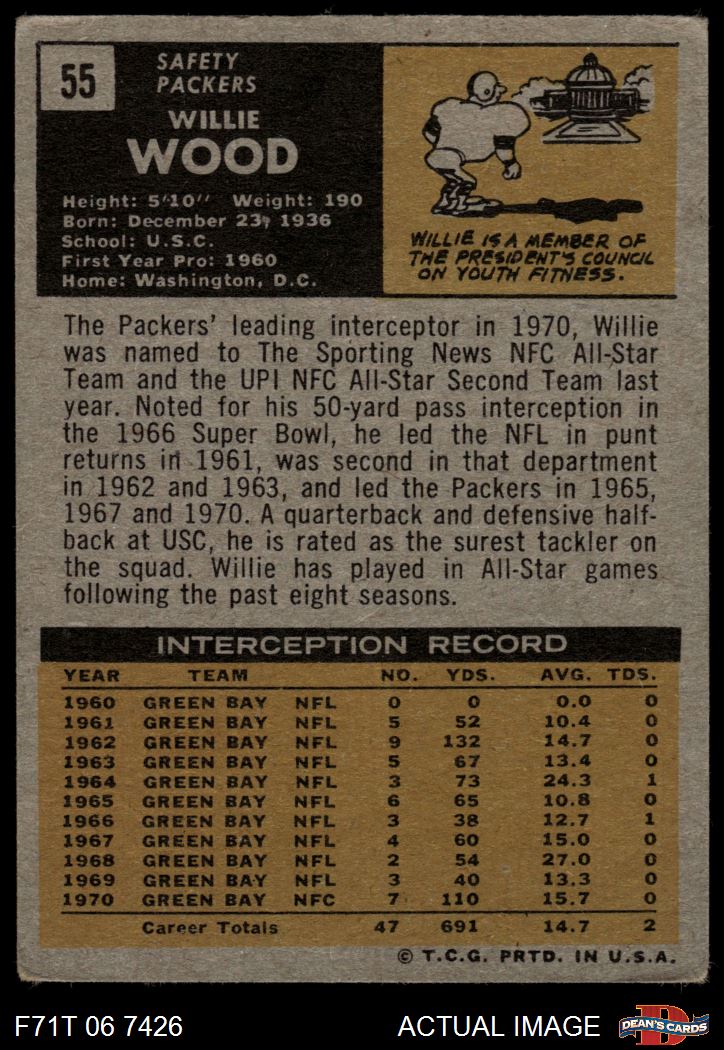 55
SAFETY
PACKERS
WILLIE
WOOD
Height: 5'10" Weight: 190
Born: December 23, 1936
School: U.S.C.
First Year Pro: 1960
Home: Washington, D.C.
WILLIE IS A MEMBER OF
THE PRESIDENT'S COUNCIL
ON YOUTH FITNESS.
The Packers' leading interceptor in 1970, Willie
was named to The Sporting News NFC All-Star
Team and the UPI NFC All-Star Second Team last
year. Noted for his 50-yard pass interception in
the 1966 Super Bowl, he led the NFL in punt
returns in 1961, was second in that department
in 1962 and 1963, and led the Packers in 1965,
1967 and 1970. A quarterback and defensive half-
back at USC, he is rated as the surest tackler on
the squad. Willie has played in All-Star games
following the past eight seasons.
INTERCEPTION RECORD
YEAR TEAM NO. YDS. AVG. TDS.
1960 GREEN BAY NFL 0 0 0.0 0
1961 GREEN BAY NFL 5 52 10.4 0
1962 GREEN BAY NFL 9 132 14.7 0
1963 GREEN BAY NFL 5 67 13.4 0
1964 GREEN BAY NFL 3 73 24.3 1
1965 GREEN BAY NFL 6 65 10.8 0
1966 GREEN BAY NFL 3 38 12.7 1
1967 GREEN BAY NFL 4 60 15.0 0
1968 GREEN BAY NFL 2 54 27.0 0
1969 GREEN BAY NFL 3 40 13.3 0
1970 GREEN BAY NFC 7 110 15.7 0
Career Totals 47 691 14.7 2
© T.C.G. PRTD. IN U.S.A.
F71T 06 7426 ACTUAL IMAGE D DEAN'S CARDS